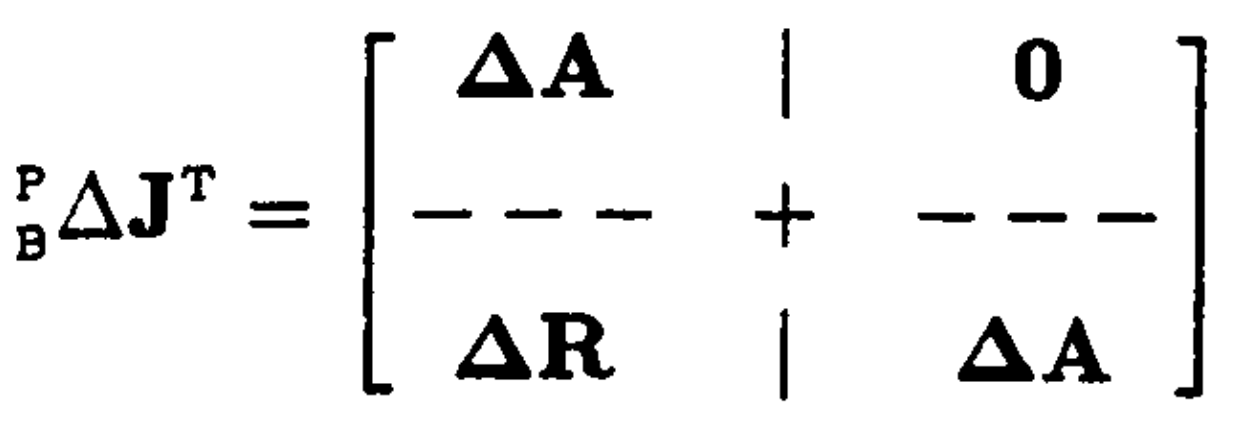 ΔA | 0
P B ΔJ T = [ − − − + − − − ]
ΔR | ΔA